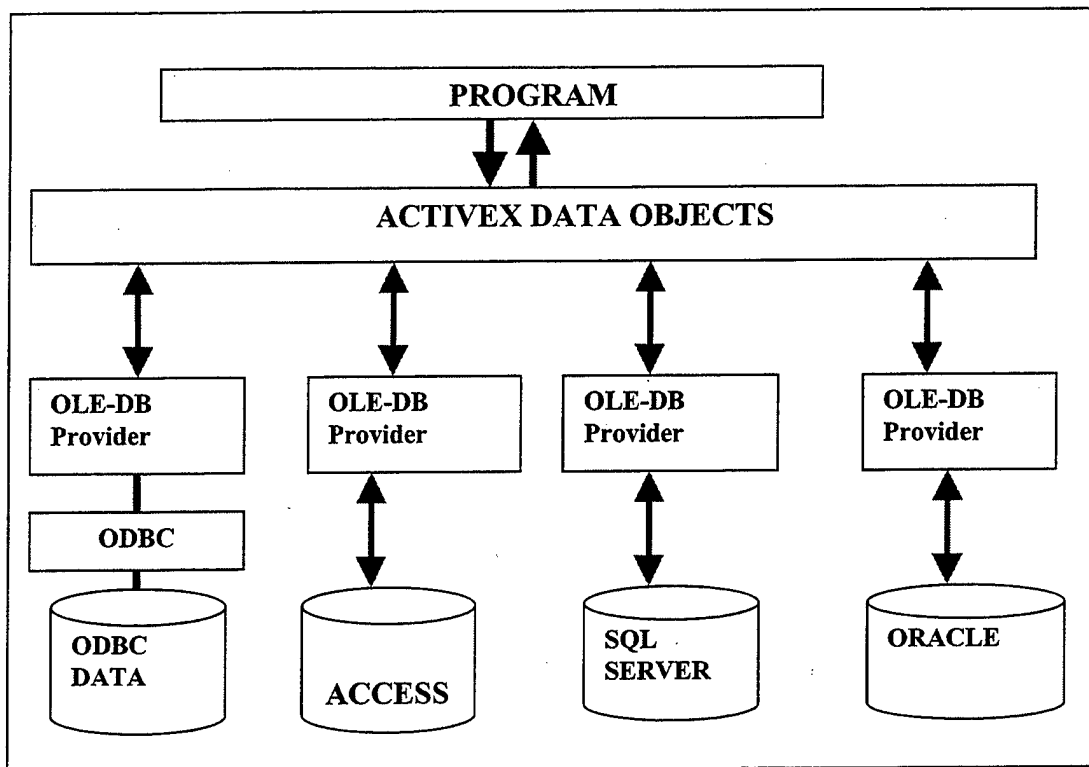 PROGRAM
ACTIVEX DATA OBJECTS
OLE-DB
Provider
OLE-DB
Provider
OLE-DB
Provider
OLE-DB
Provider
ODBC
ODBC
DATA
ACCESS
SQL
SERVER
ORACLE